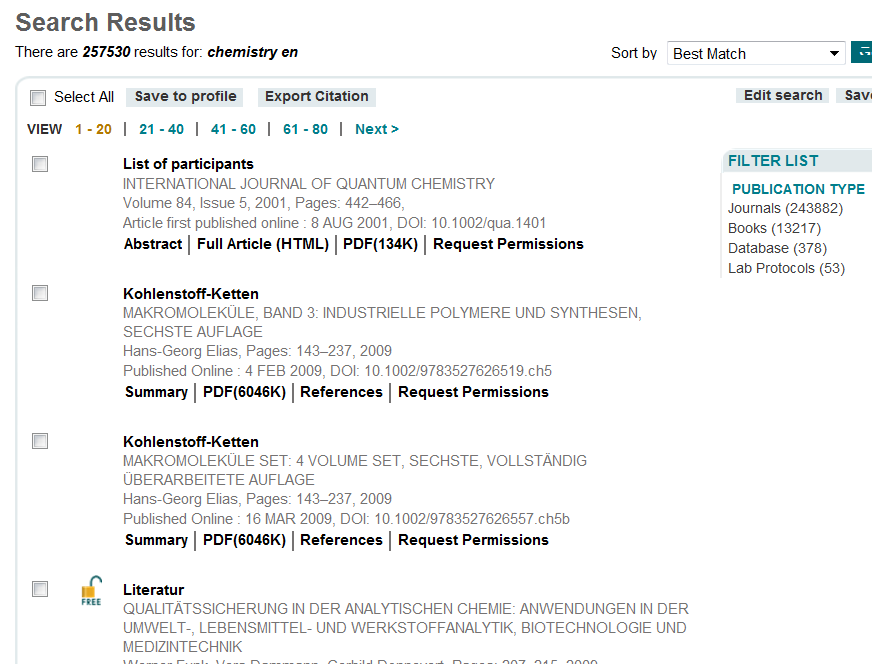 Search Results
There are 257530 results for: chemistry en
Sort by Best Match
Select All Save to profile Export Citation Edit search
VIEW 1 - 20 | 21 - 40 | 41 - 60 | 61 - 80 | Next >
List of participants
INTERNATIONAL JOURNAL OF QUANTUM CHEMISTRY
Volume 84, Issue 5, 2001, Pages: 442–466,
Article first published online : 8 AUG 2001, DOI: 10.1002/qua.1401
Abstract | Full Article (HTML) | PDF(134K) | Request Permissions
FILTER LIST
PUBLICATION TYPE
Journals (243882)
Books (13217)
Database (378)
Lab Protocols (53)
Kohlenstoff-Ketten
MAKROMOLEKÜLE, BAND 3: INDUSTRIELLE POLYMERE UND SYNTHESEN,
SECHSTE AUFLAGE
Hans-Georg Elias, Pages: 143–237, 2009
Published Online : 4 FEB 2009, DOI: 10.1002/9783527626519.ch5
Summary | PDF(6046K) | References | Request Permissions
Kohlenstoff-Ketten
MAKROMOLEKÜLE SET: 4 VOLUME SET, SECHSTE, VOLLSTÄNDIG
ÜBERARBEITETE AUFLAGE
Hans-Georg Elias, Pages: 143–237, 2009
Published Online : 16 MAR 2009, DOI: 10.1002/9783527626557.ch5b
Summary | PDF(6046K) | References | Request Permissions
FREE
Literatur
QUALITÄTSSICHERUNG IN DER ANALYTISCHEN CHEMIE: ANWENDUNGEN IN DER
UMWELT-, LEBENSMITTEL- UND WERKSTOFFANALYTIK, BIOTECHNOLOGIE UND
MEDIZINTECHNIK